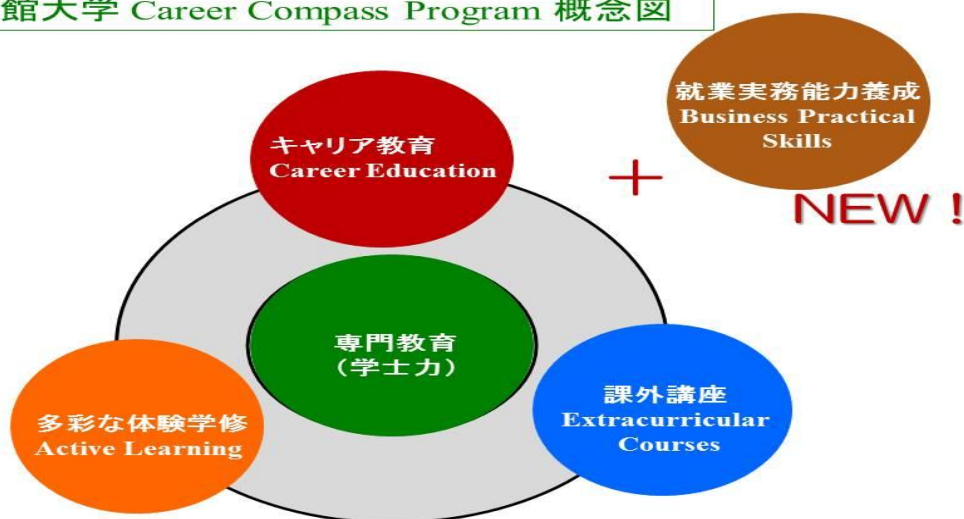 館大学 Career Compass Program 概念図
就業実務能力養成
Business Practical
Skills
NEW！
キャリア教育
Career Education
+
専門教育
（学士力）
多彩な体験学修
Active Learning
課外講座
Extracurricular
Courses